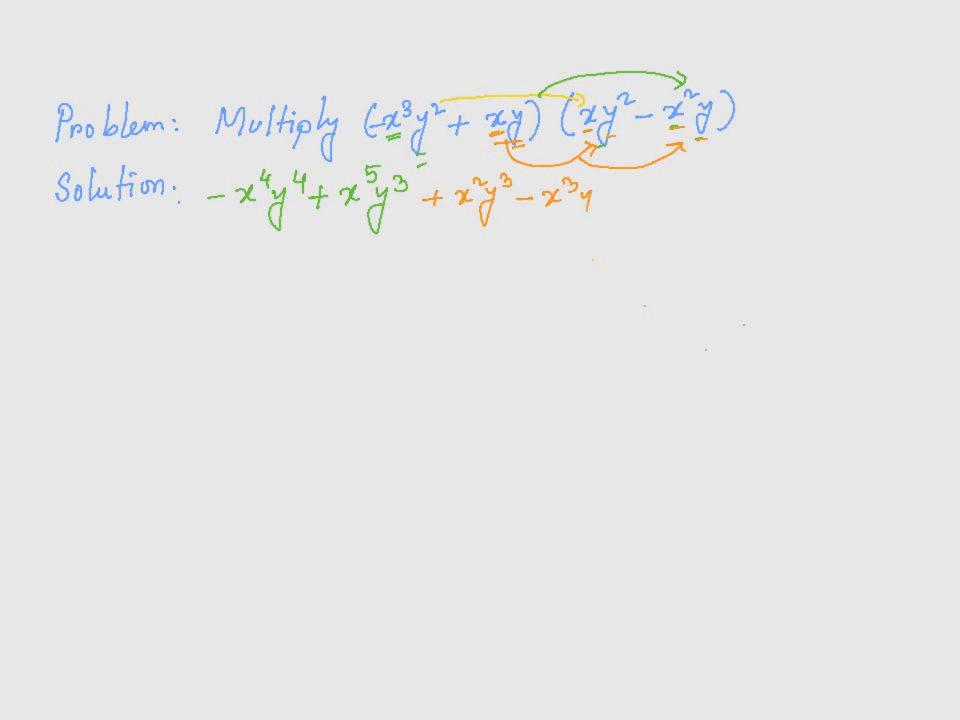 Problem: Multiply (-x³y² + xy) (xy² - x²y)
Solution: - x⁴y⁴ + x⁵y³ + x²y³ - x³y